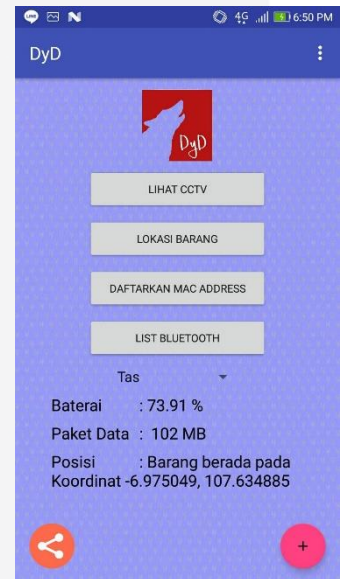 LINE
4G 6:50 PM
DyD
DyD
LIHAT CCTV
LOKASI BARANG
DAFTARKAN MAC ADDRESS
LIST BLUETOOTH
Tas
Baterai : 73.91 %
Paket Data : 102 MB
Posisi : Barang berada pada
Koordinat -6.975049, 107.634885
+